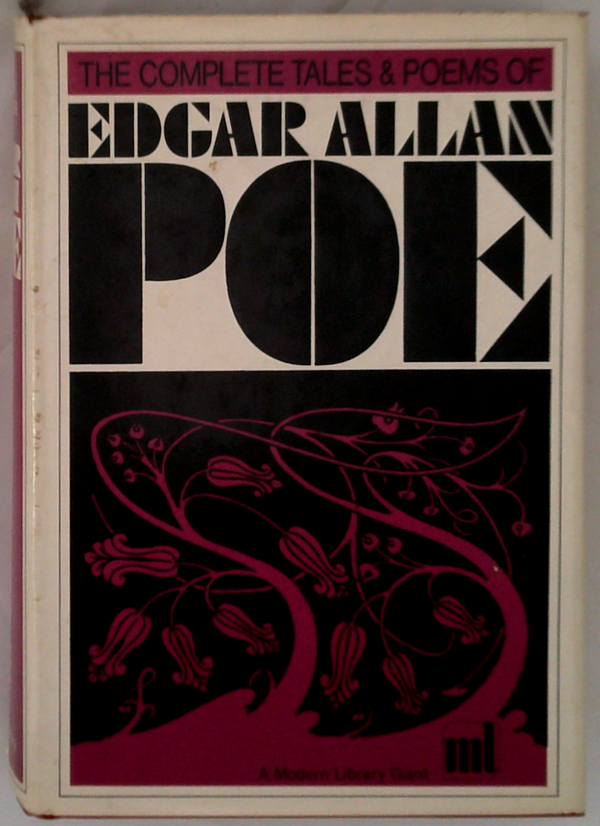 THE COMPLETE TALES & POEMS OF
EDGAR ALLAN
POE
ml
A Modern Library Giant